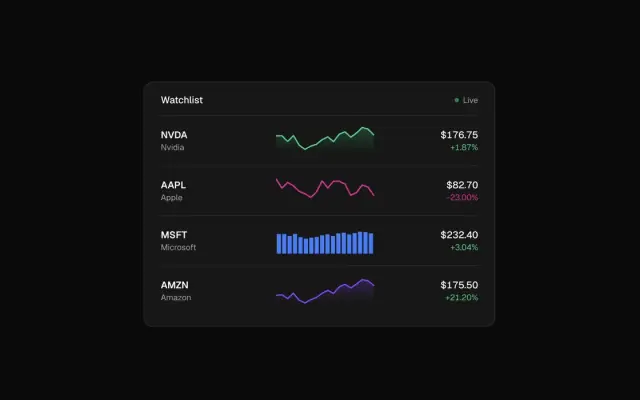 Watchlist
Live
NVDA
$176.75
Nvidia
+1.87%
AAPL
$82.70
Apple
-23.00%
MSFT
$232.40
Microsoft
+3.04%
AMZN
$175.50
Amazon
+21.20%